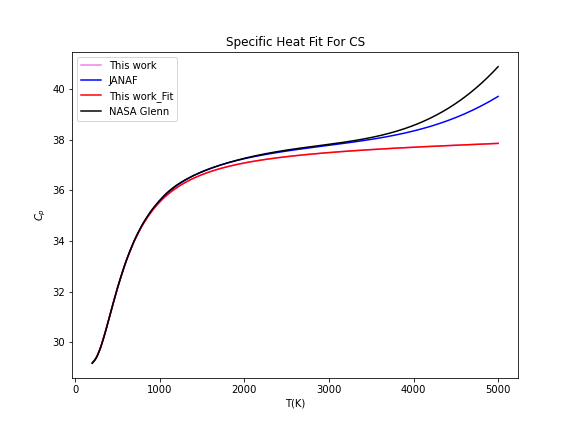 Specific Heat Fit For CS
This work
JANAF
This work_Fit
NASA Glenn
40
38
36
34
32
30
C_p
0 1000 2000 3000 4000 5000
T(K)